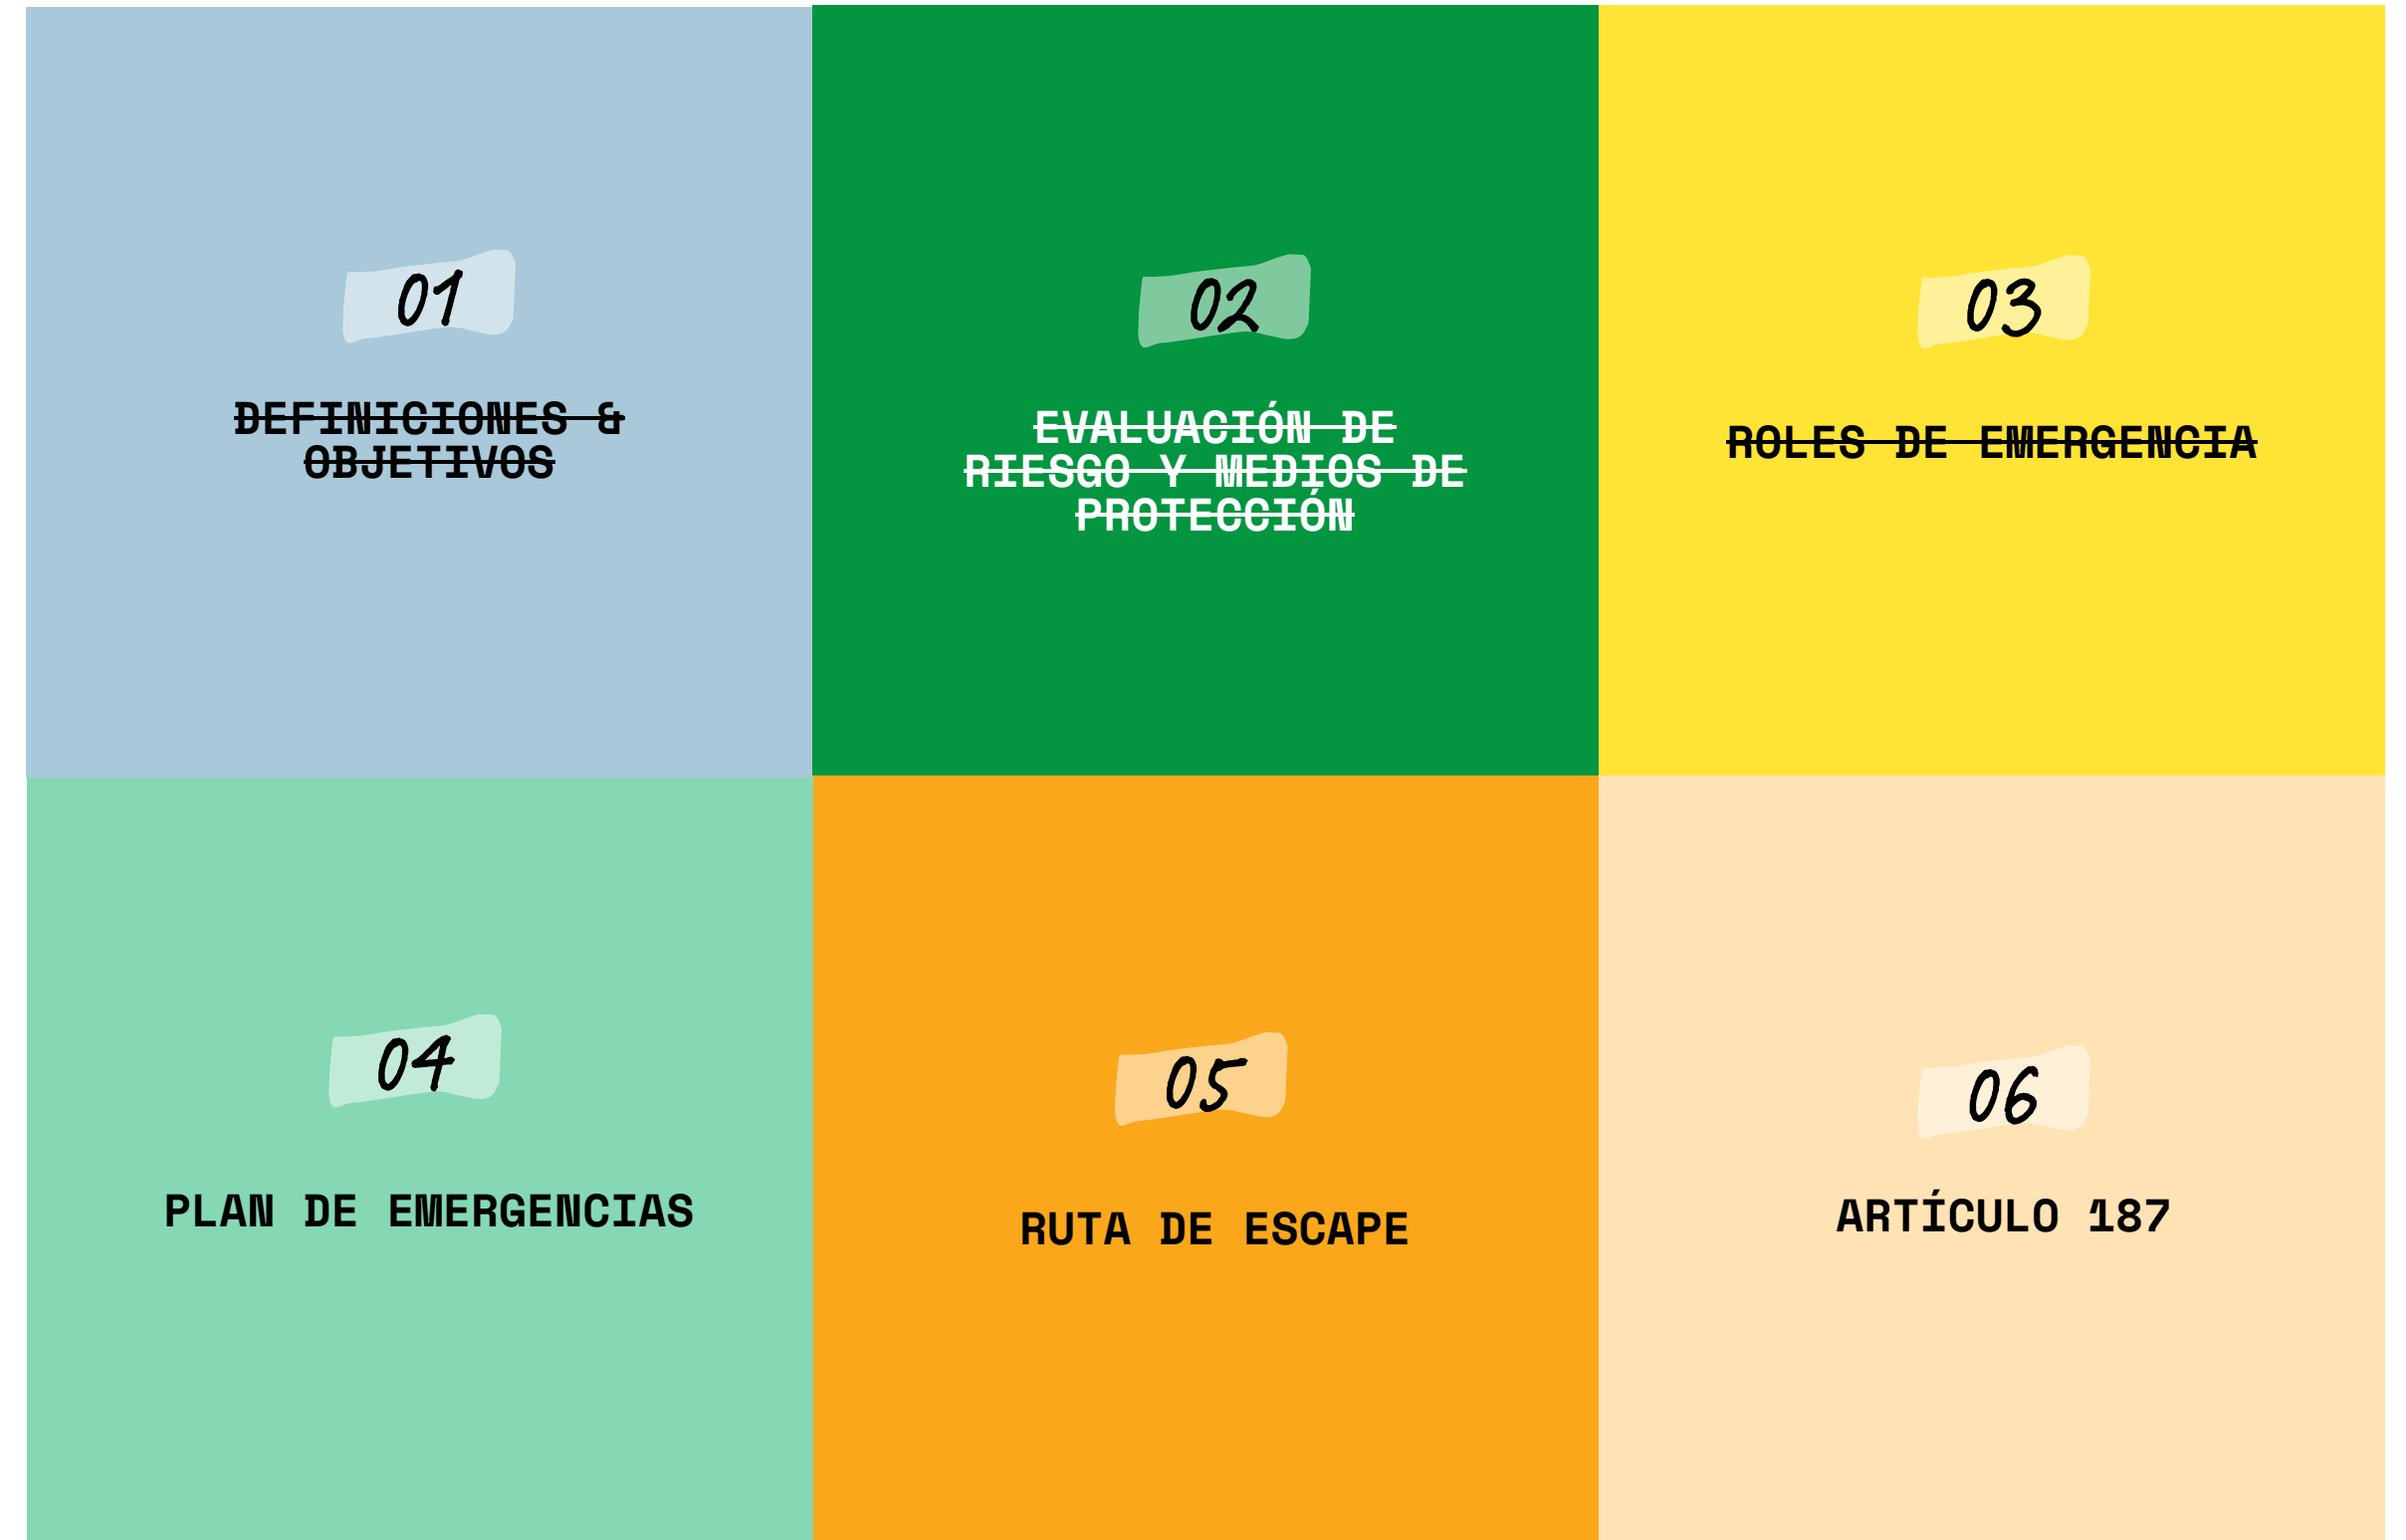 01
DEFINICIONES &
OBJETIVOS
02
EVALUACIÓN DE
RIESGO Y MEDIOS DE
PROTECCIÓN
03
ROLES DE EMERGENCIA
04
PLAN DE EMERGENCIAS
05
RUTA DE ESCAPE
06
ARTÍCULO 187